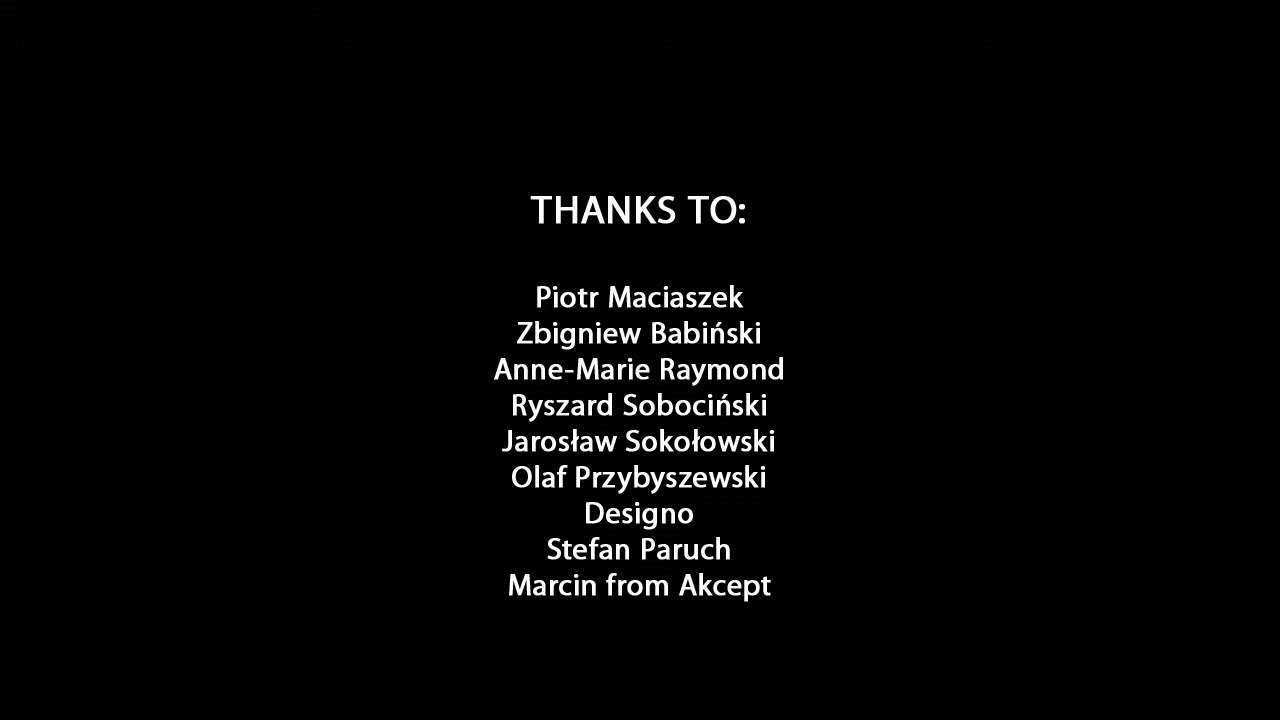 THANKS TO:
Piotr Maciaszek
Zbigniew Babiński
Anne-Marie Raymond
Ryszard Sobociński
Jarosław Sokołowski
Olaf Przybyszewski
Designo
Stefan Paruch
Marcin from Akcept